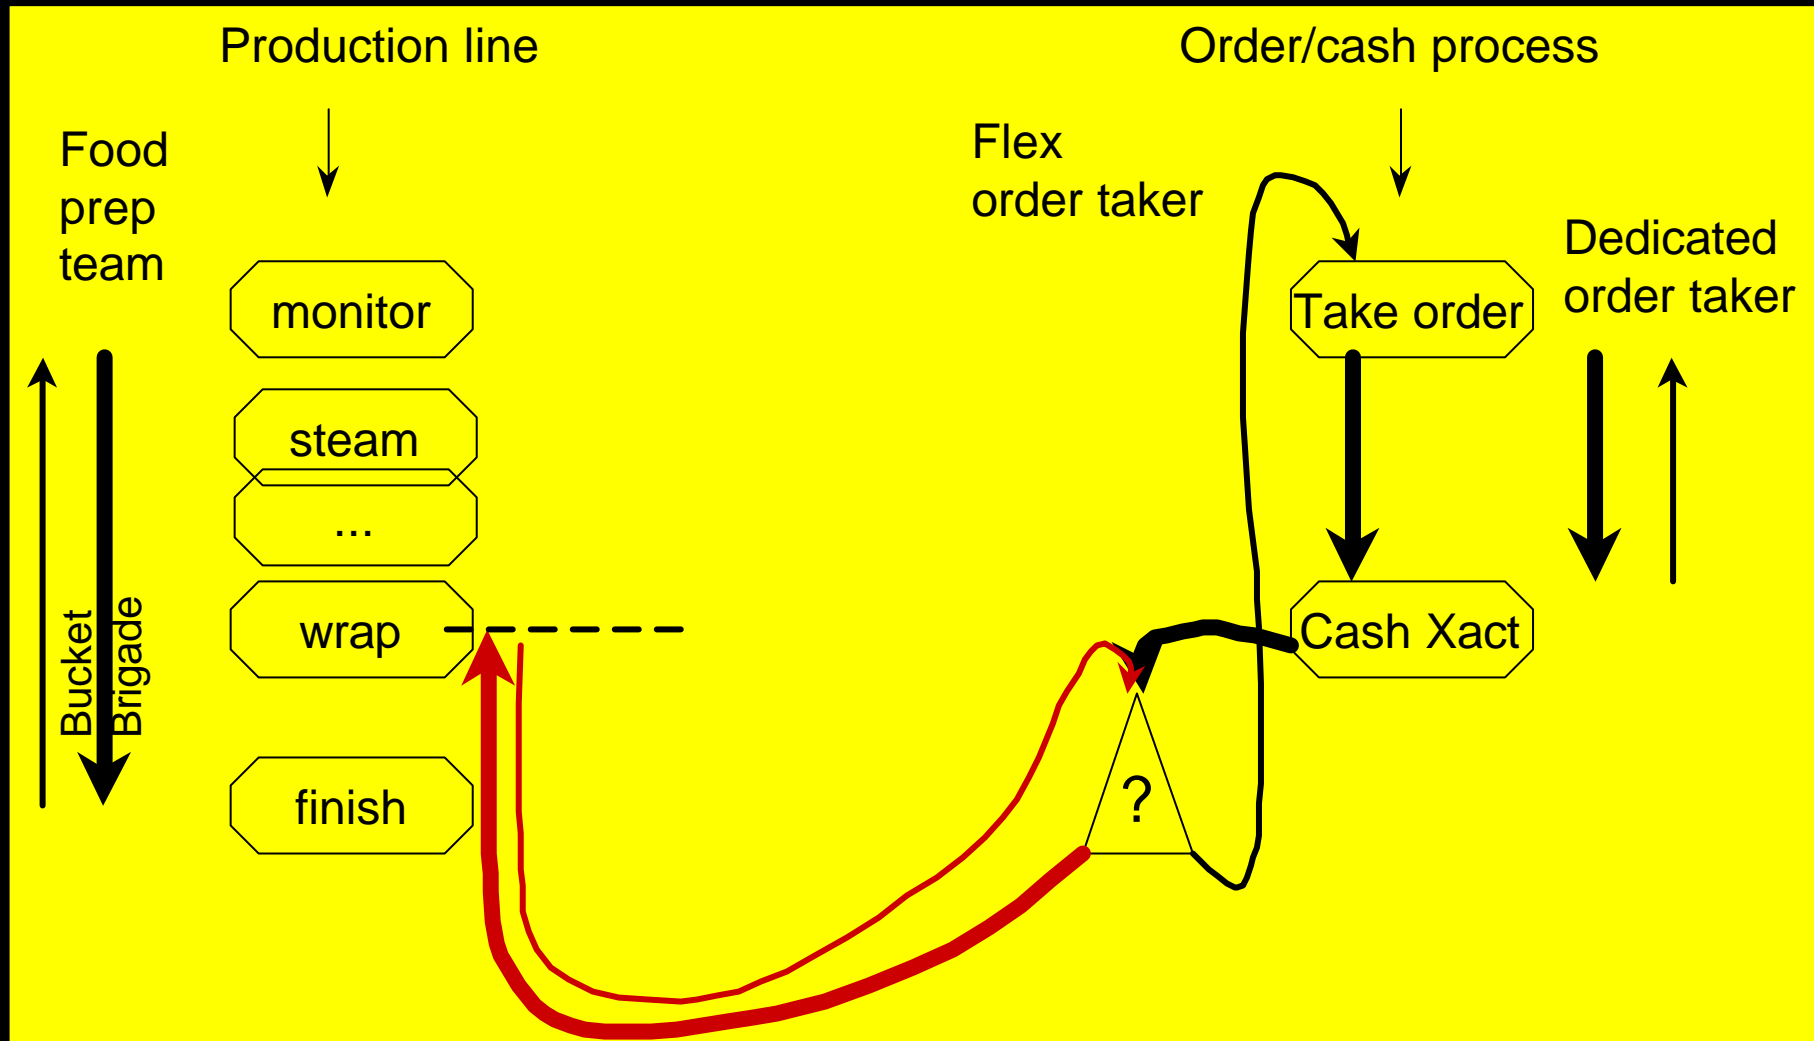 Production line
Order/cash process
Food
prep
team
Flex
order taker
Dedicated
order taker
monitor
Take order
steam
...
wrap
Cash Xact
Bucket
Brigade
finish
?